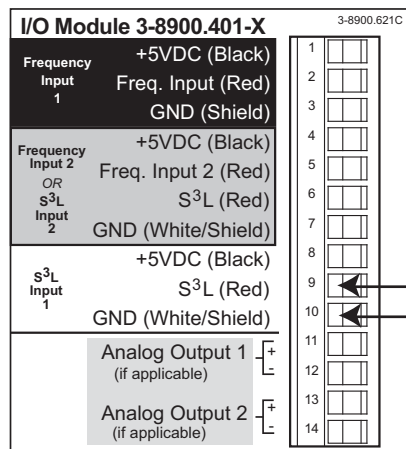 I/O Module 3-8900.401-X
3-8900.621C
Frequency
Input
1
+5VDC (Black)
Freq. Input (Red)
GND (Shield)
Frequency
Input 2
OR
S³L
Input
2
+5VDC (Black)
Freq. Input 2 (Red)
S³L (Red)
GND (White/Shield)
S³L
Input
1
+5VDC (Black)
S³L (Red)
GND (White/Shield)
Analog Output 1
(if applicable)
+
-
Analog Output 2
(if applicable)
+
-
1
2
3
4
5
6
7
8
9
10
11
12
13
14